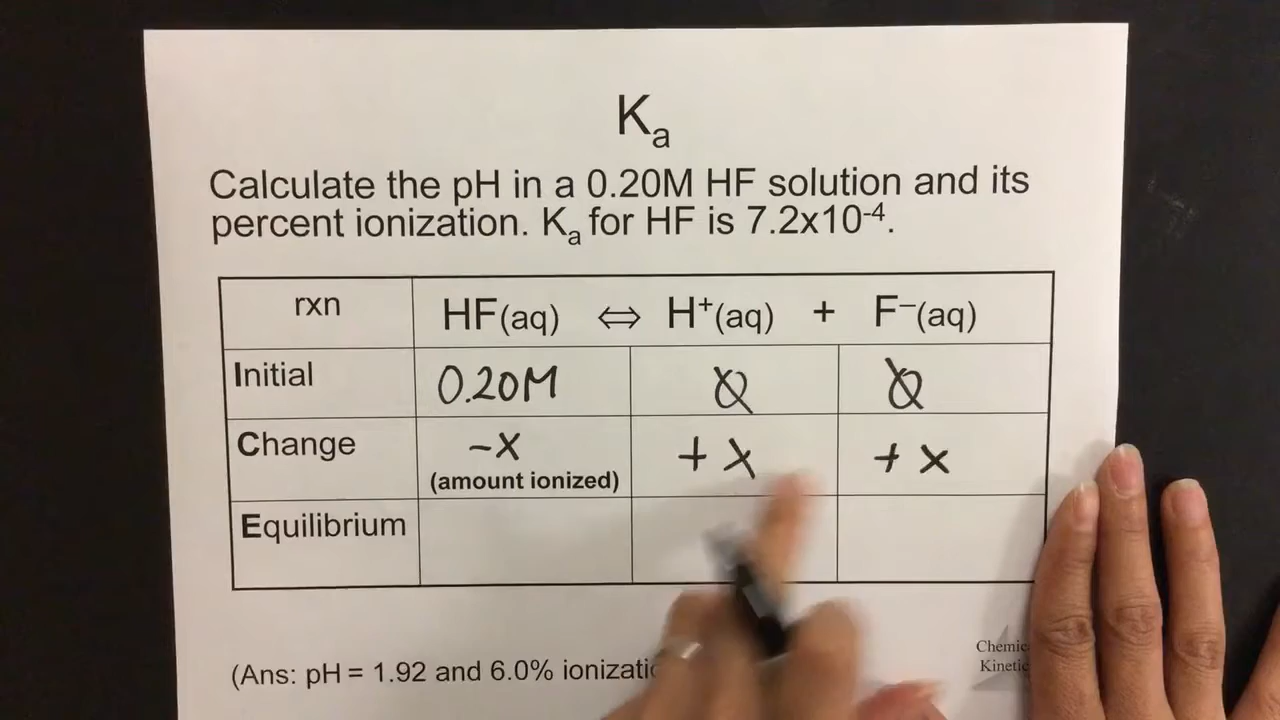 Ka
Calculate the pH in a 0.20M HF solution and its
percent ionization. Ka for HF is 7.2x10⁻⁴.
rxn HF(aq) ⇔ H⁺(aq) + F⁻(aq)
Initial 0.20M 0 0
Change -x +x +x
(amount ionized)
Equilibrium
(Ans: pH = 1.92 and 6.0%